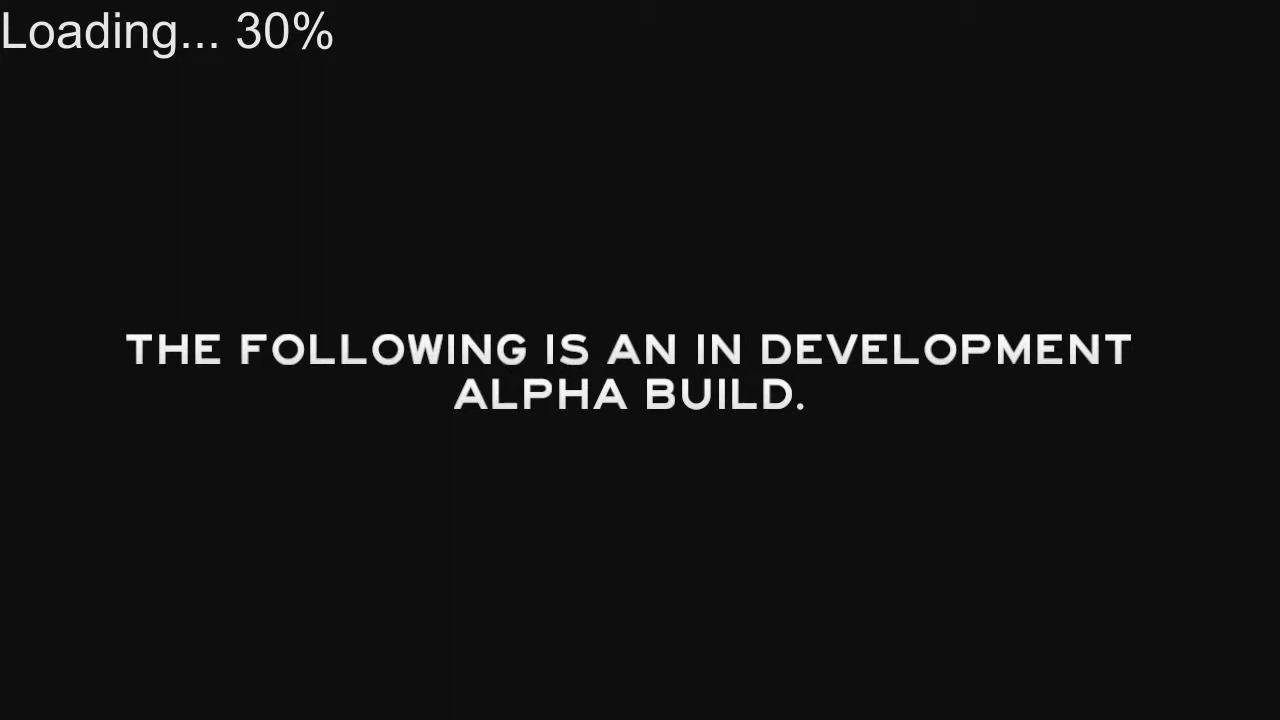 Loading... 30%
THE FOLLOWING IS AN IN DEVELOPMENT
ALPHA BUILD.